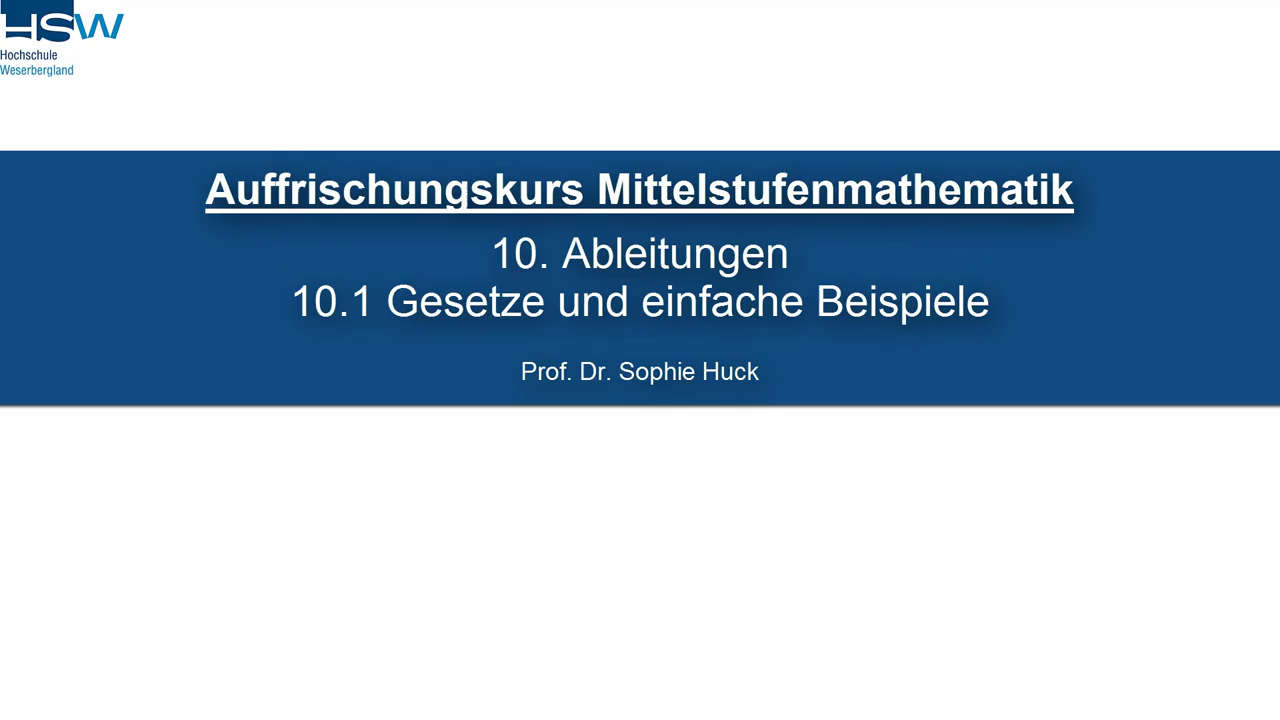 HSW
Hochschule
Weserbergland
Auffrischungskurs Mittelstufenmathematik
10. Ableitungen
10.1 Gesetze und einfache Beispiele
Prof. Dr. Sophie Huck